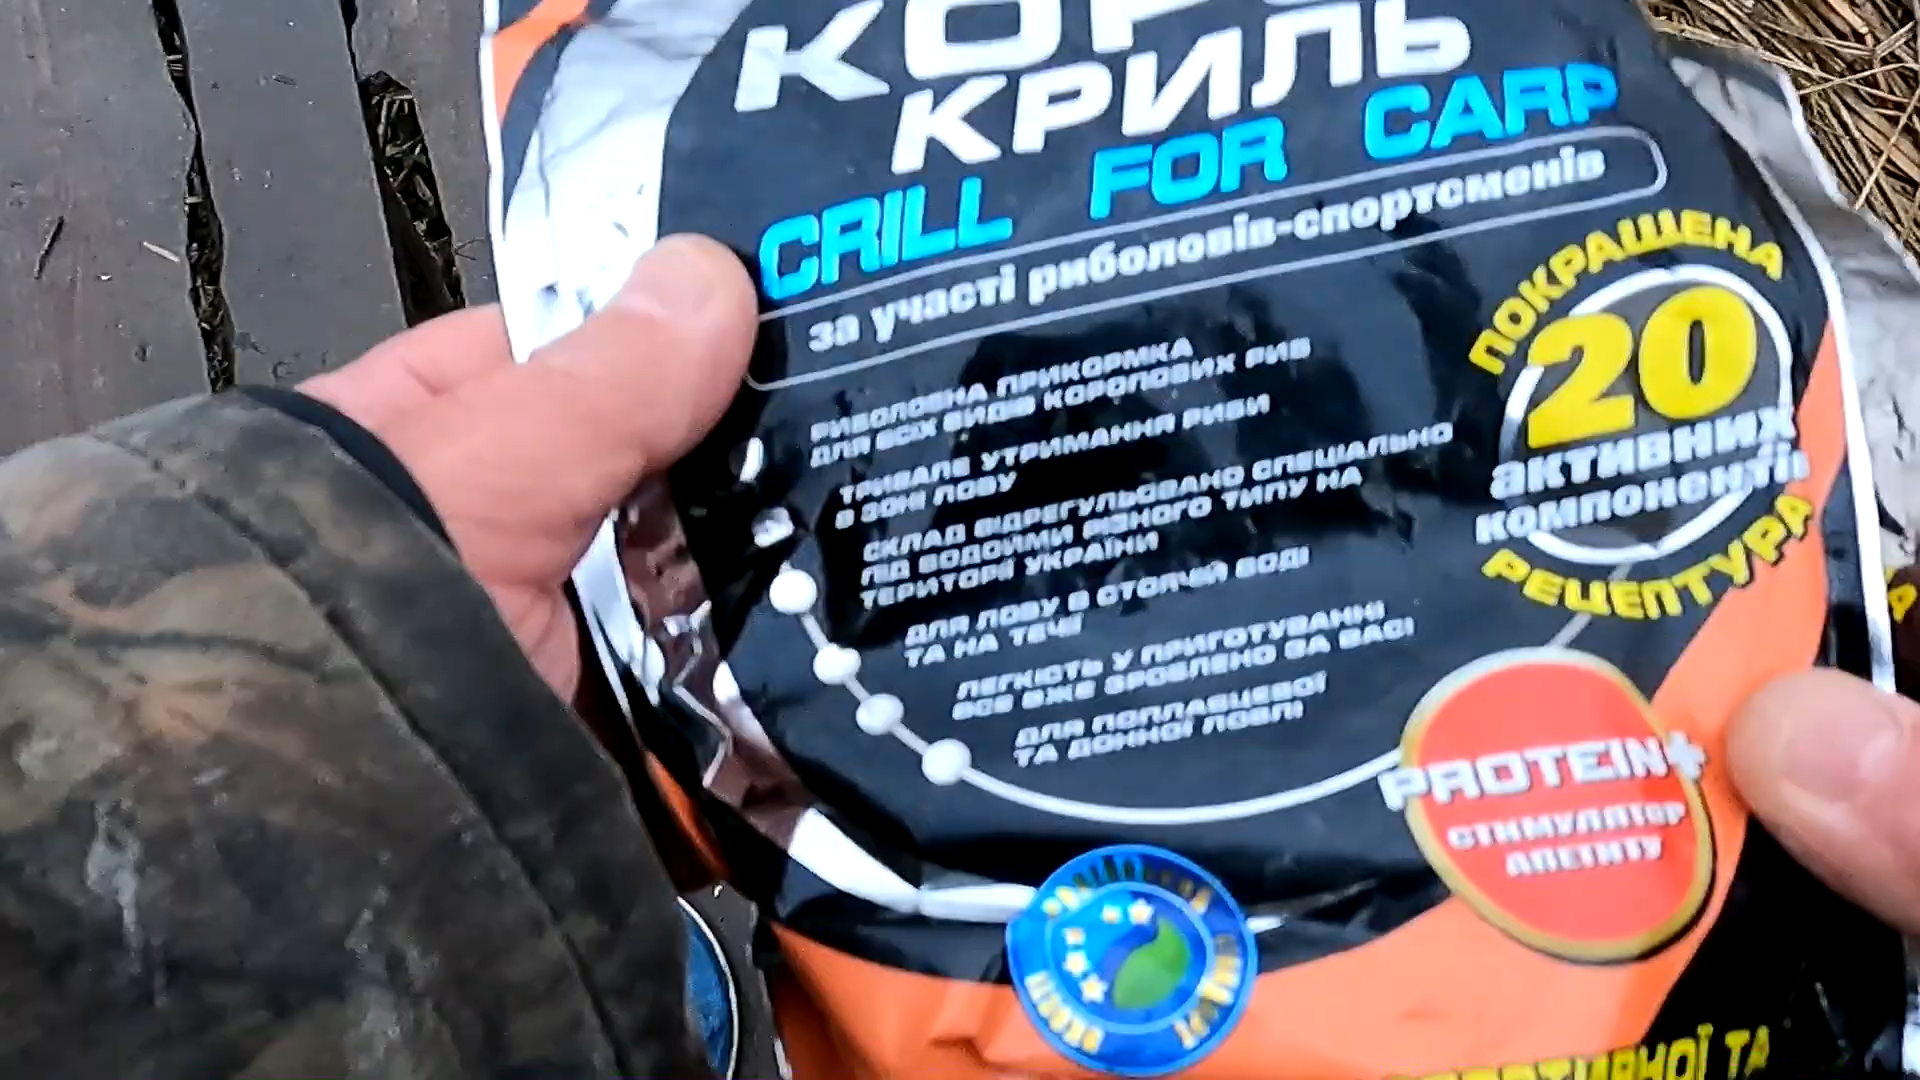 КРИЛЬ
CRILL FOR CARP
за участі риболовів-спортсменів
РИБОЛОВНА ПРИКОРМКА
ДЛЯ ВСІХ ВИДІВ КОРОПОВИХ РИБ
ТРИВАЛЕ УТРИМАННЯ РИБИ
В ЗОНІ ЛОВУ
СКЛАД ВІДРЕГУЛЬОВАНО СПЕЦІАЛЬНО
ПІД ВОДОЙМИ РІЗНОГО ТИПУ НА
ТЕРИТОРІЇ УКРАЇНИ
ДЛЯ ЛОВУ В СТОЯЧІЙ ВОДІ
ТА НА ТЕЧІЇ
ЛЕГКІСТЬ У ПРИГОТУВАННІ
ВСЕ ВЖЕ ЗРОБЛЕНО ЗА ВАС!
ДЛЯ ПОПЛАВЦЕВОЇ
ТА ДОННОЇ ЛОВЛІ
ПОКРАЩЕНА
20
активних
компонентів
РЕЦЕПТУРА
PROTEIN+
СТИМУЛЯТОР
АПЕТИТУ
ТА